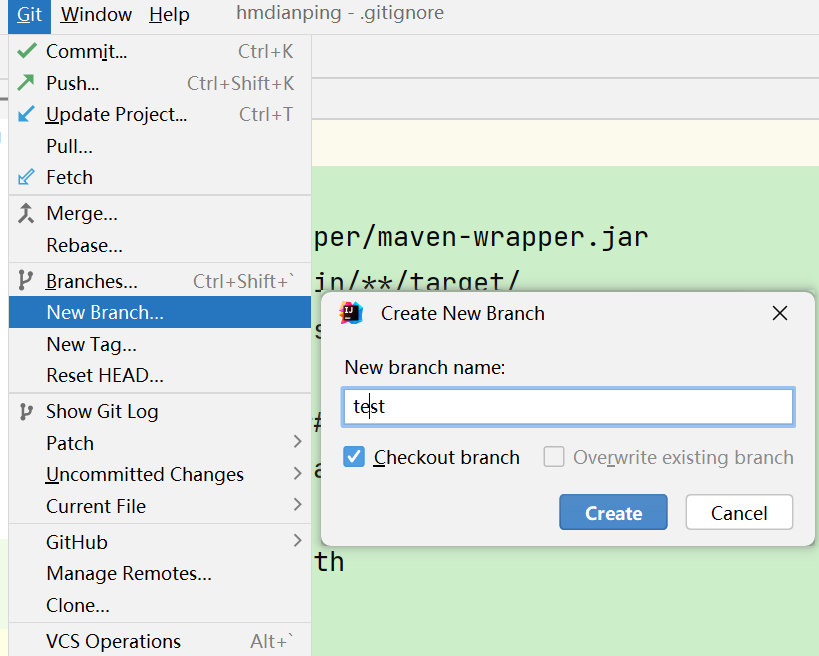 Git Window Help hmdianping - .gitignore
Commit... Ctrl+K
Push... Ctrl+Shift+K
Update Project... Ctrl+T
Pull...
Fetch
Merge...
Rebase...
Branches... Ctrl+Shift+`
New Branch...
New Tag...
Reset HEAD...
Show Git Log
Patch
Uncommitted Changes
Current File
GitHub
Manage Remotes...
Clone...
VCS Operations Alt+`
per/maven-wrapper.jar
in/**/target/
#
th
Create New Branch
New branch name:
test
Checkout branch Overwrite existing branch
Create Cancel